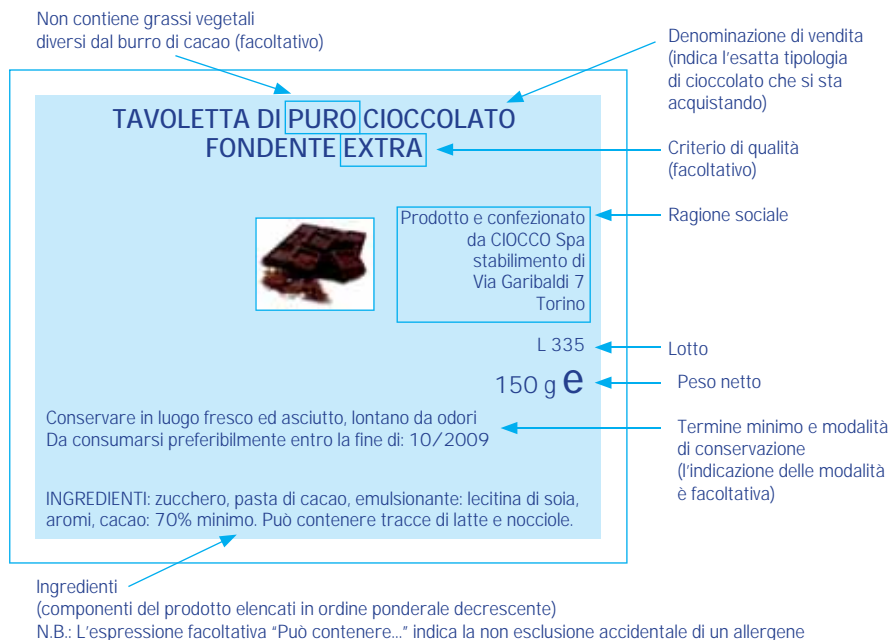 Non contiene grassi vegetali
diversi dal burro di cacao (facoltativo)
Denominazione di vendita
(indica l'esatta tipologia
di cioccolato che si sta
acquistando)
TAVOLETTA DI PURO CIOCCOLATO
FONDENTE EXTRA
Criterio di qualità
(facoltativo)
Prodotto e confezionato
da CIOCCO Spa
stabilimento di
Via Garibaldi 7
Torino
Ragione sociale
L 335
Lotto
150 g e
Peso netto
Conservare in luogo fresco ed asciutto, lontano da odori
Da consumarsi preferibilmente entro la fine di: 10/2009
Termine minimo e modalità
di conservazione
(l'indicazione delle modalità
è facoltativa)
INGREDIENTI: zucchero, pasta di cacao, emulsionante: lecitina di soia,
aromi, cacao: 70% minimo. Può contenere tracce di latte e nocciole.
Ingredienti
(componenti del prodotto elencati in ordine ponderale decrescente)
N.B.: L'espressione facoltativa "Può contenere..." indica la non esclusione accidentale di un allergene